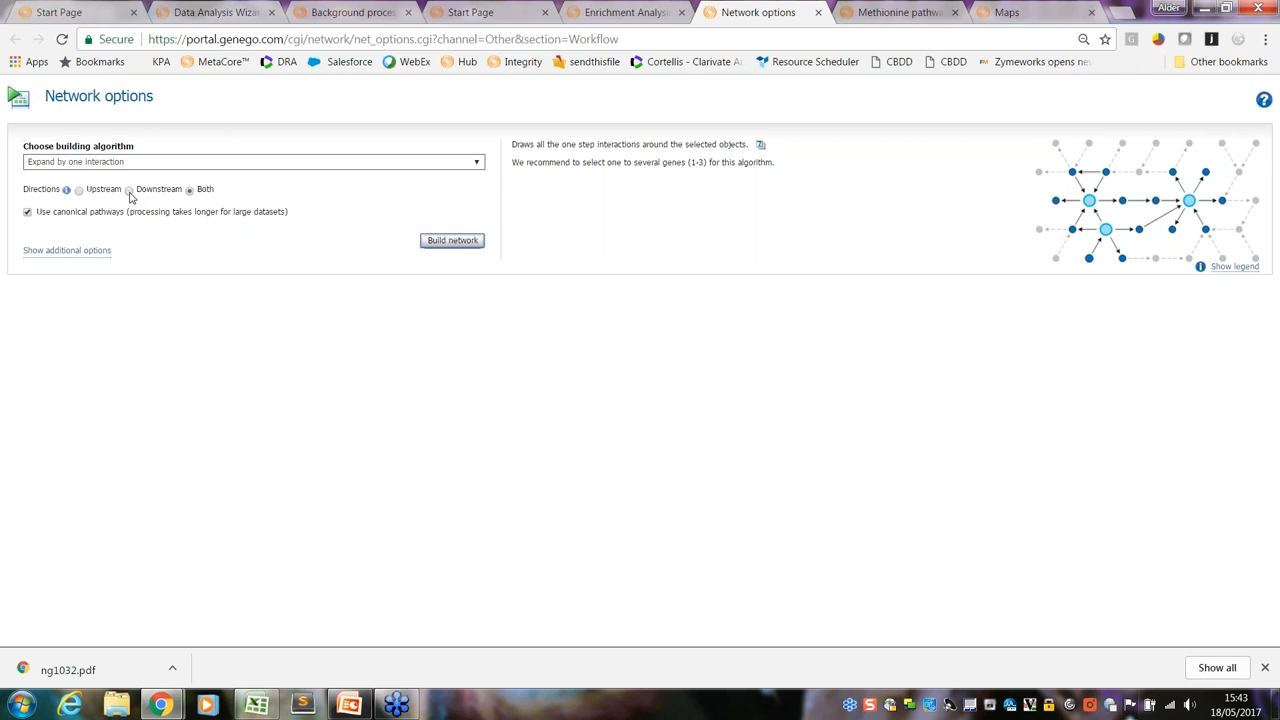 Start Page
Data Analysis Wiza
Background proces
Start Page
Enrichment Analysi
Network options
Methionine pathwa
Maps
Alder
Secure
https://portal.genego.com/cgi/network/net_options.cgi?channel=Other&section=Workflow
Apps
Bookmarks
KPA
MetaCore™
DRA
Salesforce
WebEx
Hub
Integrity
sendthisfile
Cortellis - Clarivate An
Resource Scheduler
CBDD
CBDD
Zymeworks opens ne
Other bookmarks
Network options
Choose building algorithm
Expand by one interaction
Directions
Upstream
Downstream
Both
Use canonical pathways (processing takes longer for large datasets)
Build network
Show additional options
Draws all the one step interactions around the selected objects.
We recommend to select one to several genes (1-3) for this algorithm.
Show legend
ng1032.pdf
Show all
15:43
18/05/2017